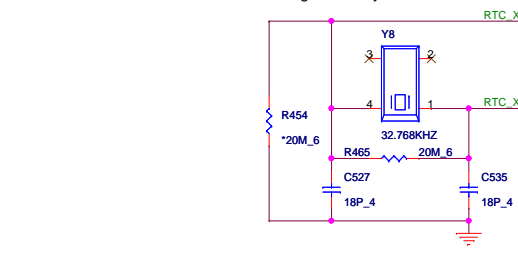 RTC_X
Y8
3
2
RTC_X
4
1
R454
32.768KHZ
*20M_6
R465
20M_6
C527
C535
18P_4
18P_4